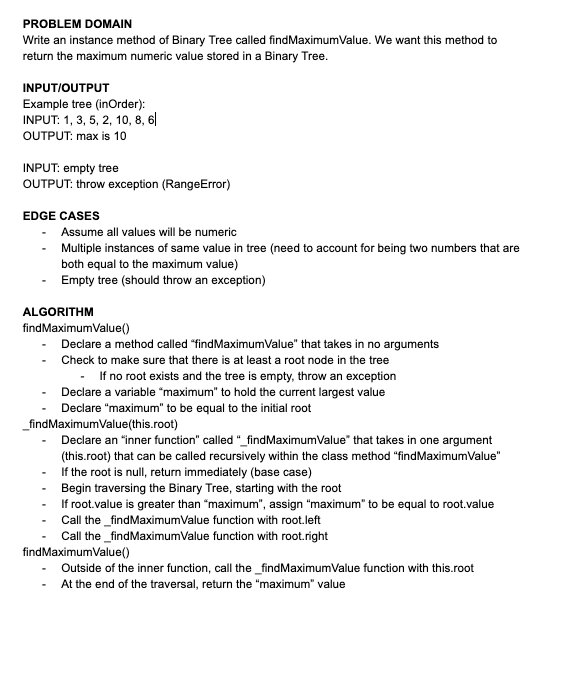 PROBLEM DOMAIN
Write an instance method of Binary Tree called findMaximumValue. We want this method to
return the maximum numeric value stored in a Binary Tree.
INPUT/OUTPUT
Example tree (inOrder):
INPUT: 1, 3, 5, 2, 10, 8, 6
OUTPUT: max is 10
INPUT: empty tree
OUTPUT: throw exception (RangeError)
EDGE CASES
- Assume all values will be numeric
- Multiple instances of same value in tree (need to account for being two numbers that are
both equal to the maximum value)
- Empty tree (should throw an exception)
ALGORITHM
findMaximumValue()
- Declare a method called “findMaximumValue” that takes in no arguments
- Check to make sure that there is at least a root node in the tree
- If no root exists and the tree is empty, throw an exception
- Declare a variable “maximum” to hold the current largest value
- Declare “maximum” to be equal to the initial root
_findMaximumValue(this.root)
- Declare an “inner function” called “_findMaximumValue” that takes in one argument
(this.root) that can be called recursively within the class method “findMaximumValue”
- If the root is null, return immediately (base case)
- Begin traversing the Binary Tree, starting with the root
- If root.value is greater than “maximum”, assign “maximum” to be equal to root.value
- Call the _findMaximumValue function with root.left
- Call the _findMaximumValue function with root.right
findMaximumValue()
- Outside of the inner function, call the _findMaximumValue function with this.root
- At the end of the traversal, return the “maximum” value